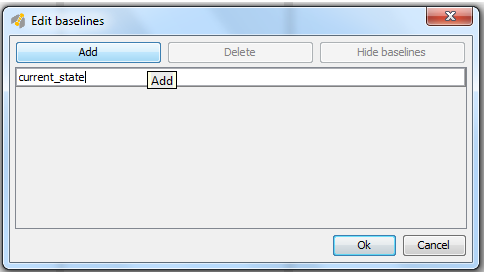 Edit baselines
Add Delete Hide baselines
current_state
Add
Ok Cancel